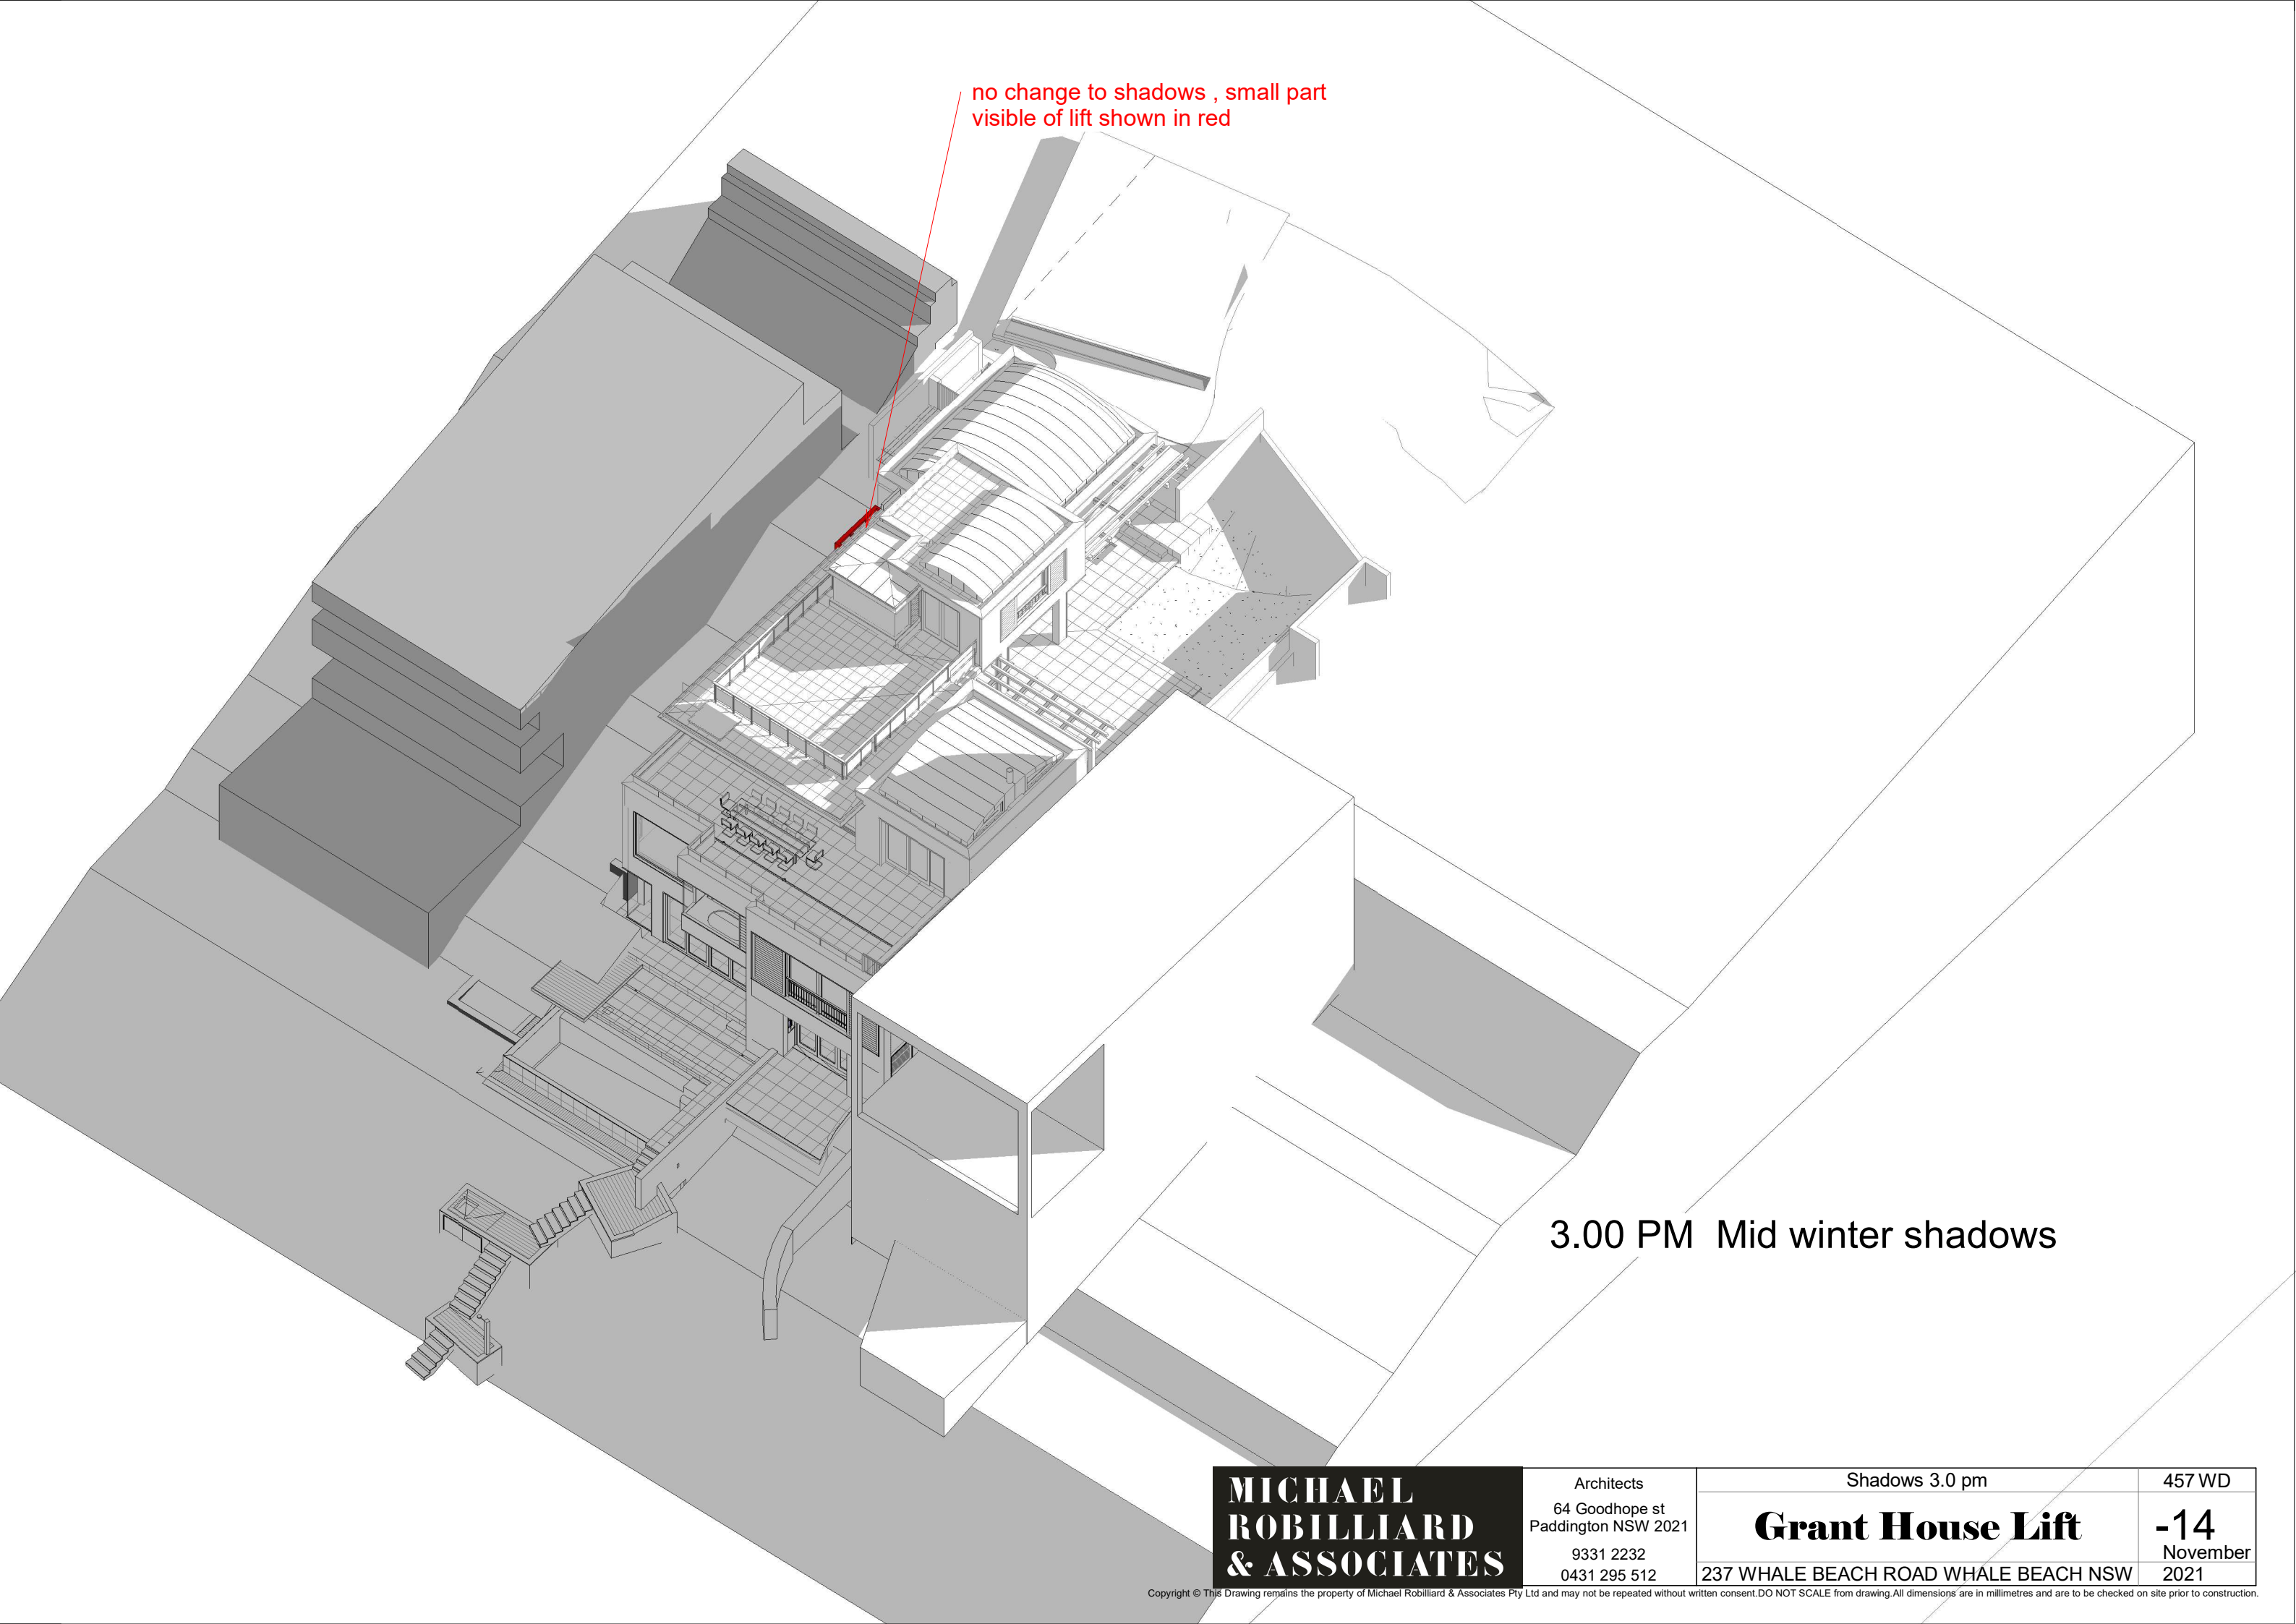 no change to shadows , small part
visible of lift shown in red
3.00 PM  Mid winter shadows
MICHAEL
ROBILLIARD
& ASSOCIATES
Architects
64 Goodhope st
Paddington NSW 2021
9331 2232
0431 295 512
Shadows 3.0 pm
Grant House Lift
237 WHALE BEACH ROAD WHALE BEACH NSW
457 WD
-14
November
2021
Copyright © This Drawing remains the property of Michael Robilliard & Associates Pty Ltd and may not be repeated without written consent.DO NOT SCALE from drawing.All dimensions are in millimetres and are to be checked on site prior to construction.